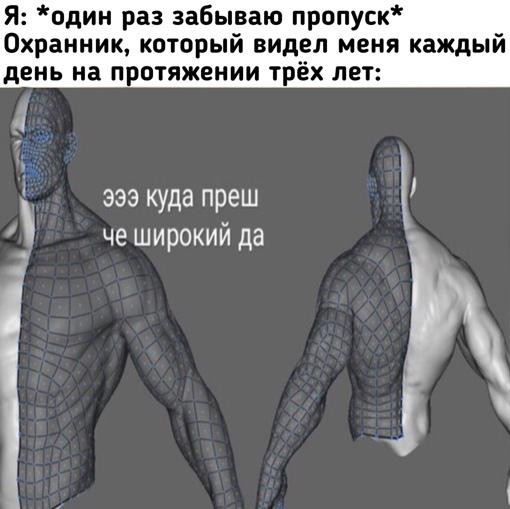 Я: *один раз забываю пропуск*
Охранник, который видел меня каждый
день на протяжении трёх лет:
эээ куда преш
че широкий да